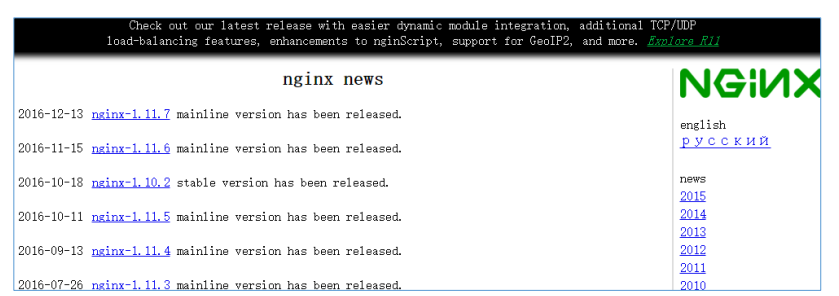 Check out our latest release with easier dynamic module integration, additional TCP/UDP
load-balancing features, enhancements to nginScript, support for GeoIP2, and more. Explore R11
nginx news
2016-12-13 nginx-1.11.7 mainline version has been released.
2016-11-15 nginx-1.11.6 mainline version has been released.
2016-10-18 nginx-1.10.2 stable version has been released.
2016-10-11 nginx-1.11.5 mainline version has been released.
2016-09-13 nginx-1.11.4 mainline version has been released.
2016-07-26 nginx-1.11.3 mainline version has been released.
NGiNX
english
русский
news
2015
2014
2013
2012
2011
2010